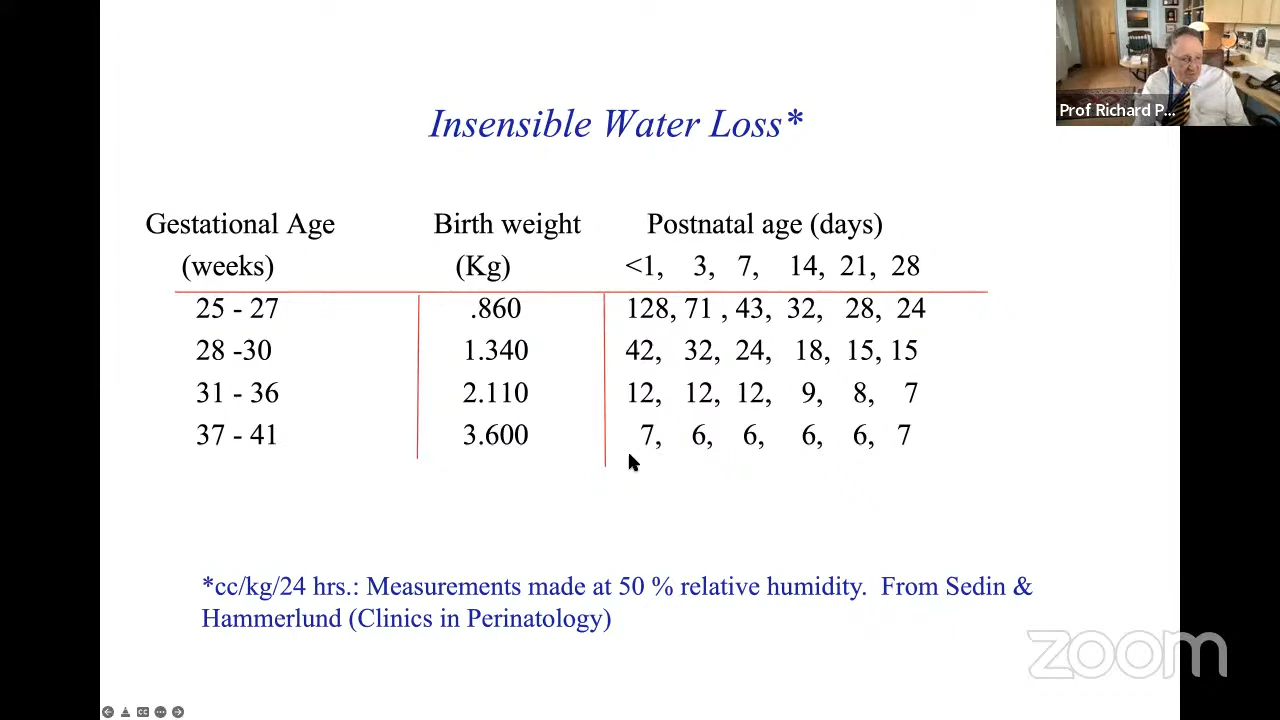 Prof Richard P...
Insensible Water Loss*
Gestational Age Birth weight Postnatal age (days)
(weeks) (Kg) <1, 3, 7, 14, 21, 28
25 - 27 .860 128, 71 , 43, 32, 28, 24
28 -30 1.340 42, 32, 24, 18, 15, 15
31 - 36 2.110 12, 12, 12, 9, 8, 7
37 - 41 3.600 7, 6, 6, 6, 6, 7
*cc/kg/24 hrs.: Measurements made at 50 % relative humidity. From Sedin &
Hammerlund (Clinics in Perinatology)
zoom
CC